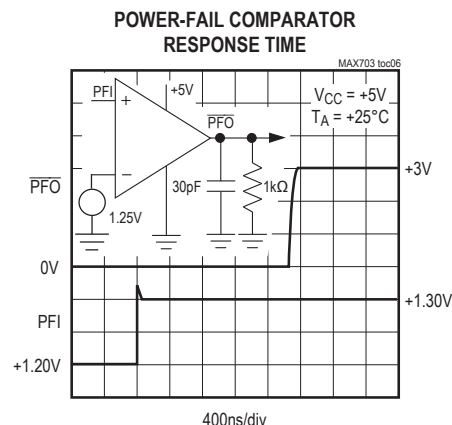 POWER-FAIL COMPARATOR
RESPONSE TIME
MAX703 toc06
PFI
+
+5V
VCC = +5V
TA = +25°C
PFO
+3V
PFO
–
30pF
1kΩ
1.25V
0V
+1.30V
PFI
+1.20V
400ns/div